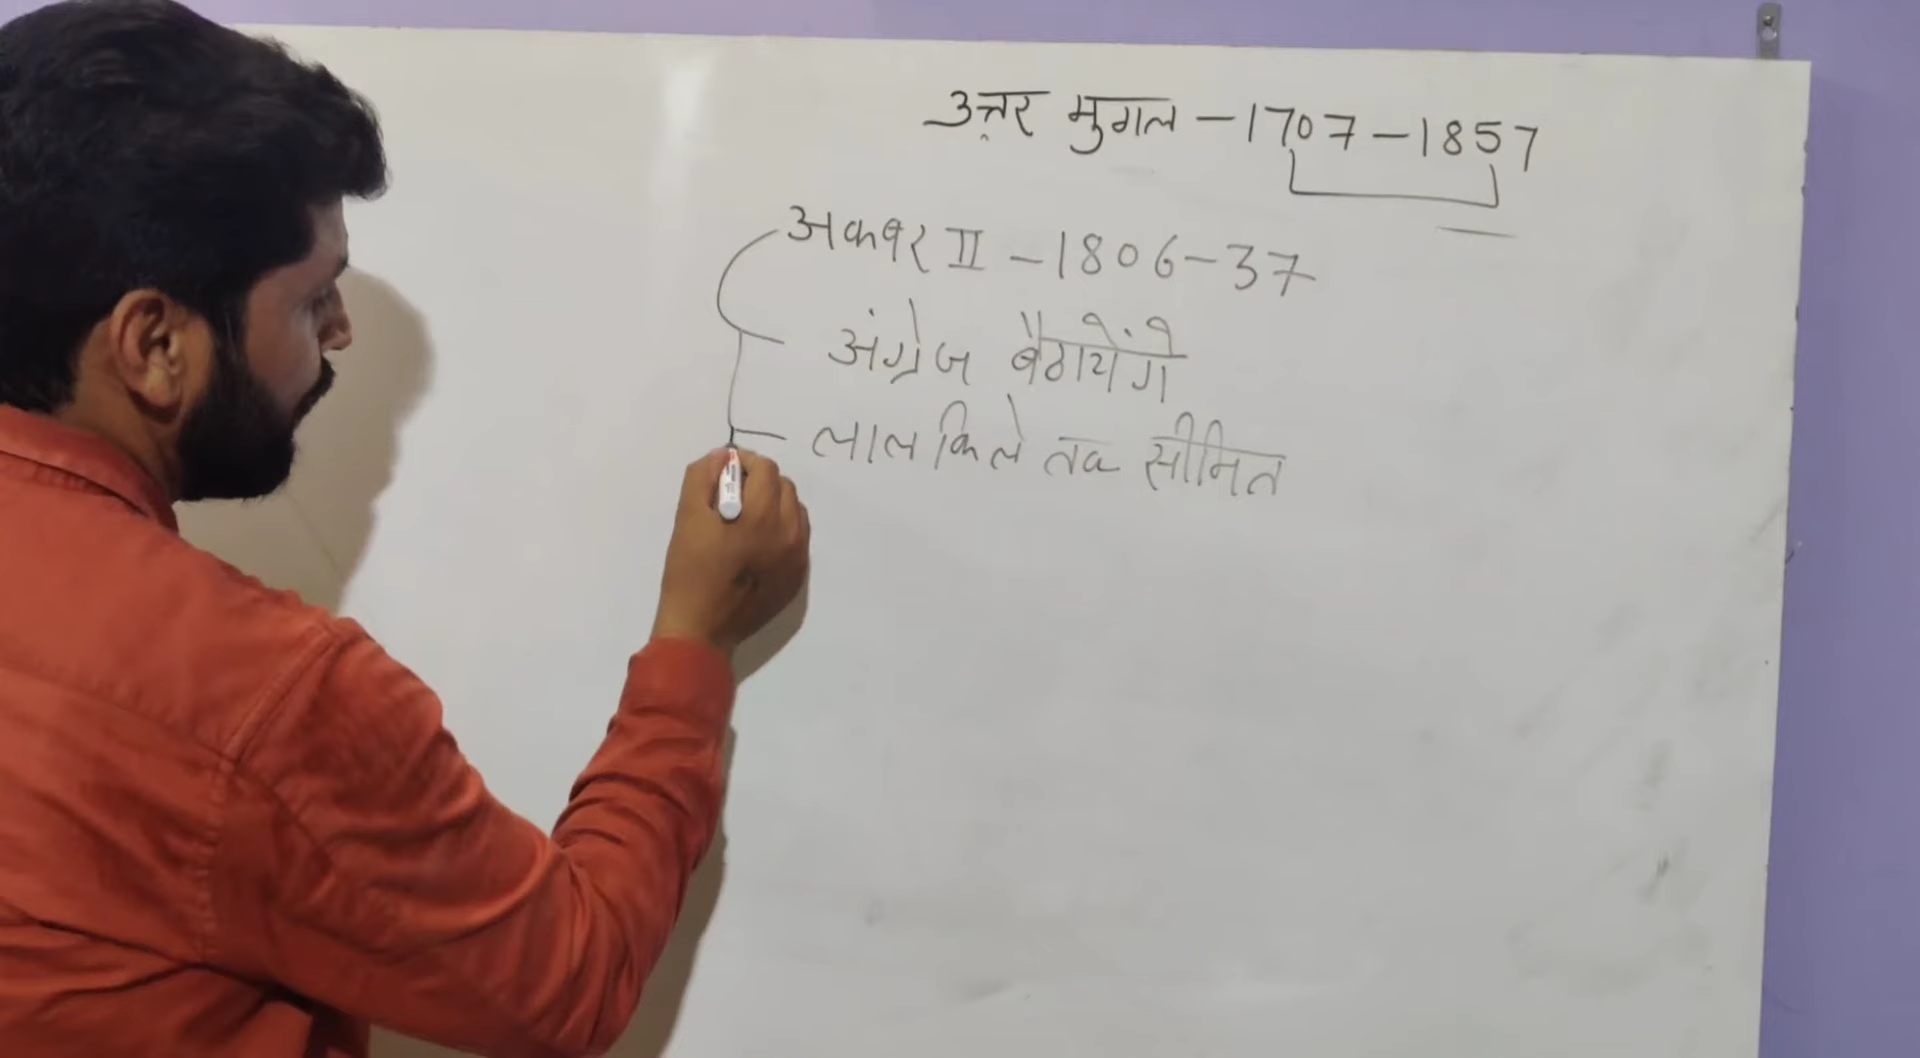 उत्तर मुगल – 1707 – 1857
अकबर II – 1806 – 37
अंग्रेज बैठायेंगे
लाल किले तक सीमित